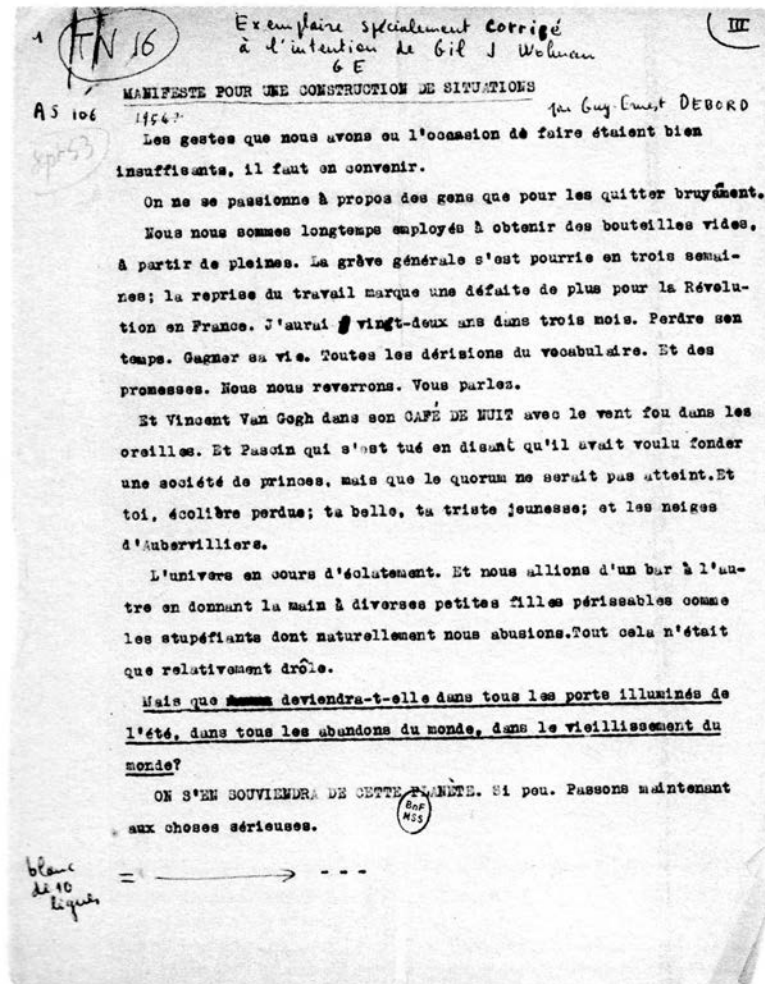 1
TN 16
Exemplaire spécialement corrigé
à l'intention de Gil J Wolman
G E
III
MANIFESTE POUR UNE CONSTRUCTION DE SITUATIONS
AS 106
1956?
par Guy-Ernest DEBORD
Sept 53
Les gestes que nous avons eu l'occasion de faire étaient bien
insuffisants, il faut en convenir.
On ne se passionne à propos des gens que pour les quitter bruyament.
Nous nous sommes longtemps employés à obtenir des bouteilles vides,
à partir de pleines. La grève générale s'est pourrie en trois semai-
nes; la reprise du travail marque une défaite de plus pour la Révolu-
tion en France. J'aurai vingt-deux ans dans trois mois. Perdre son
temps. Gagner sa vie. Toutes les dérisions du vocabulaire. Et des
promesses. Nous nous reverrons. Vous parlez.
Et Vincent Van Gogh dans son CAFÉ DE NUIT avec le vent fou dans les
oreilles. Et Pascin qui s'est tué en disant qu'il avait voulu fonder
une société de princes, mais que le quorum ne serait pas atteint.Et
toi, écolière perdue; ta belle, ta triste jeunesse; et les neiges
d'Aubervilliers.
L'univers en cours d'éclatement. Et nous allions d'un bar à l'au-
tre en donnant la main à diverses petites filles périssables comme
les stupéfiants dont naturellement nous abusions.Tout cela n'était
que relativement drôle.
Mais que deviendra-t-elle dans tous les ports illuminés de
l'été, dans tous les abandons du monde, dans le vieillissement du
monde?
ON S'EN SOUVIENDRA DE CETTE PLANÈTE. Si peu. Passons maintenant
aux choses sérieuses.
BnF
MSS
blanc
de 10
lignes
= → - - -